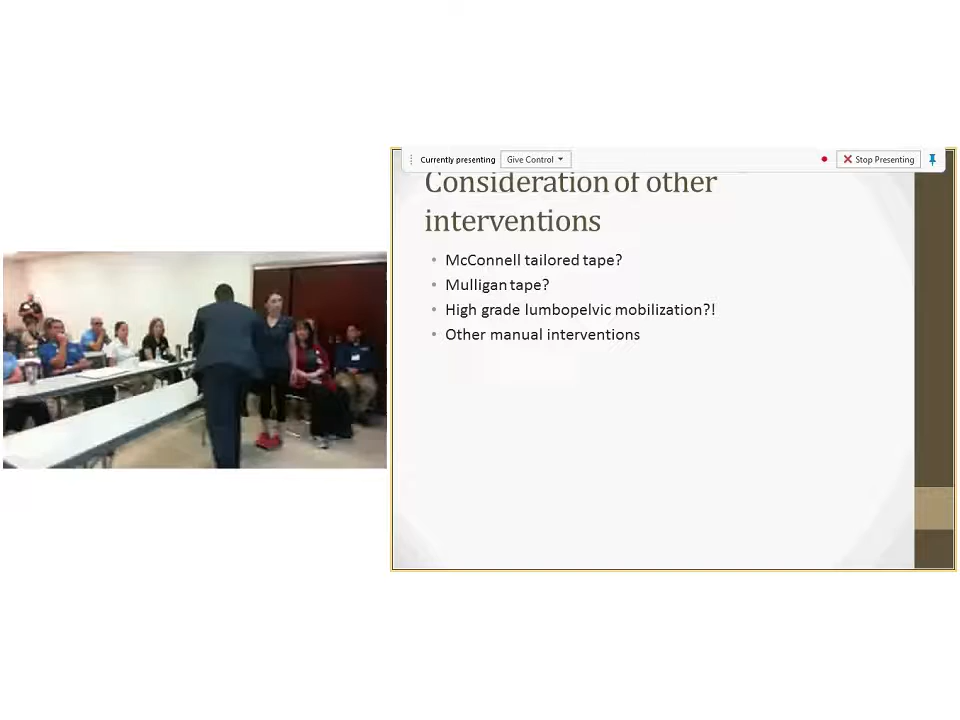 Currently presenting Give Control Stop Presenting
Consideration of other
interventions
• McConnell tailored tape?
• Mulligan tape?
• High grade lumbopelvic mobilization?!
• Other manual interventions